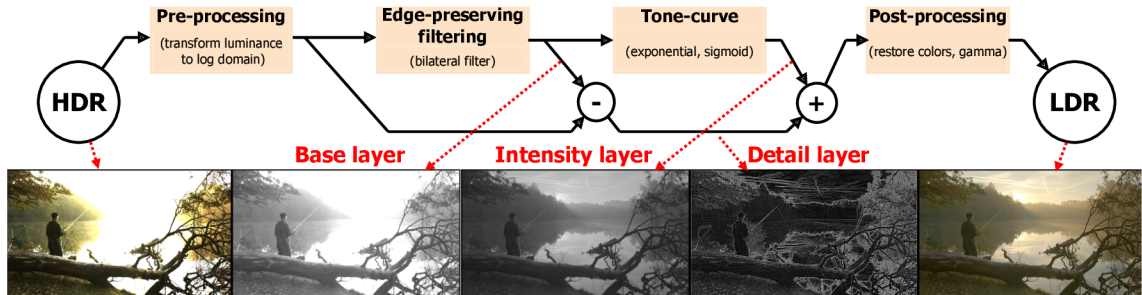 Pre-processing
(transform luminance
to log domain)
Edge-preserving
filtering
(bilateral filter)
Tone-curve
(exponential, sigmoid)
Post-processing
(restore colors, gamma)
HDR
-
+
LDR
Base layer
Intensity layer
Detail layer